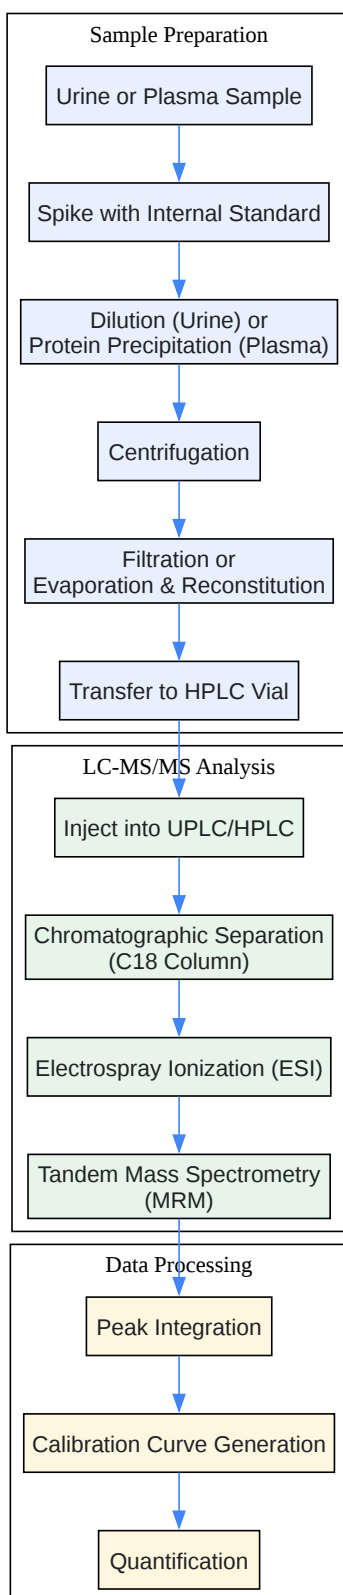 Sample Preparation
Urine or Plasma Sample
Spike with Internal Standard
Dilution (Urine) or
Protein Precipitation (Plasma)
Centrifugation
Filtration or
Evaporation & Reconstitution
Transfer to HPLC Vial
LC-MS/MS Analysis
Inject into UPLC/HPLC
Chromatographic Separation
(C18 Column)
Electrospray Ionization (ESI)
Tandem Mass Spectrometry
(MRM)
Data Processing
Peak Integration
Calibration Curve Generation
Quantification